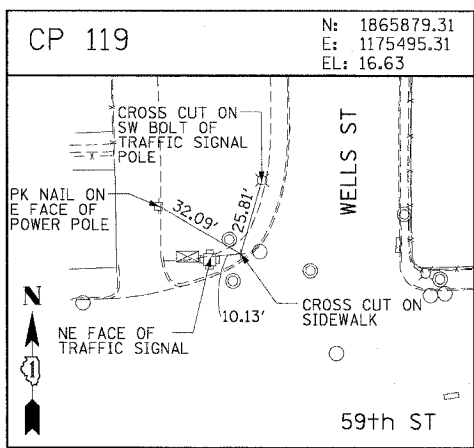 CP 119
N: 1865879.31
E: 1175495.31
EL: 16.63
CROSS CUT ON
SW BOLT OF
TRAFFIC SIGNAL
POLE
WELLS ST
PK NAIL ON
E FACE OF
POWER POLE
32.09'
25.81'
10.13'
CROSS CUT ON
SIDEWALK
N
NE FACE OF
TRAFFIC SIGNAL
1
59th ST